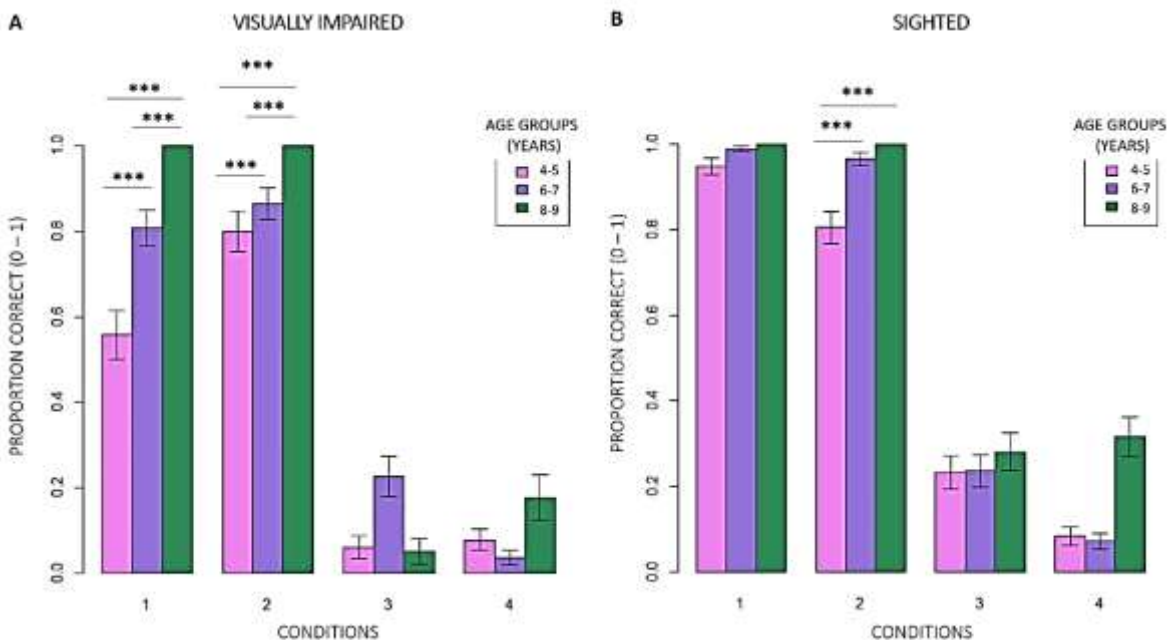 A
VISUALLY IMPAIRED
***
***
***
***
***
***
AGE GROUPS
(YEARS)
4-5
6-7
8-9
PROPORTION CORRECT (0 – 1)
1.0
0.8
0.6
0.4
0.2
0.0
1 2 3 4
CONDITIONS
B
SIGHTED
***
***
AGE GROUPS
(YEARS)
4-5
6-7
8-9
PROPORTION CORRECT (0 – 1)
1.0
0.8
0.6
0.4
0.2
0.0
1 2 3 4
CONDITIONS